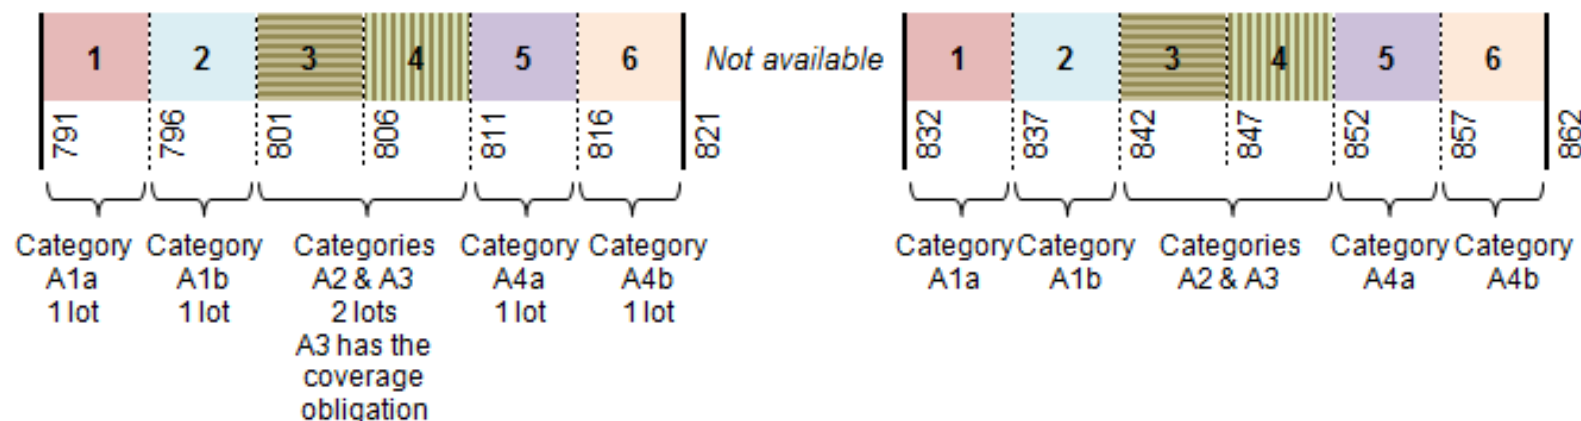 1 2 3 4 5 6 Not available 1 2 3 4 5 6
791 796 801 806 811 816 821 832 837 842 847 852 857 862
Category Category Categories Category Category Category Category Categories Category Category
A1a A1b A2 & A3 A4a A4b A1a A1b A2 & A3 A4a A4b
1 lot 1 lot 2 lots 1 lot 1 lot
A3 has the
coverage
obligation